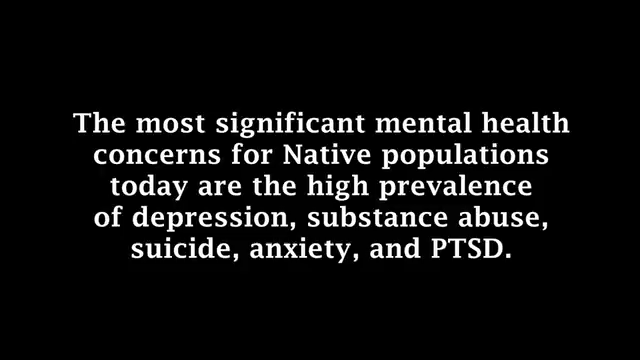 The most significant mental health
concerns for Native populations
today are the high prevalence
of depression, substance abuse,
suicide, anxiety, and PTSD.